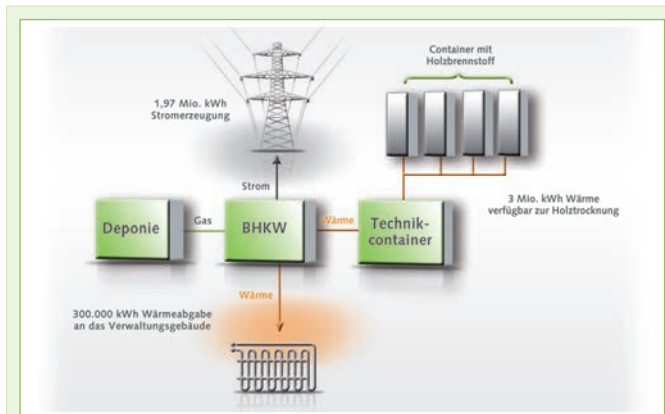 Container mit
Holzbrennstoff
1,97 Mio. kWh
Stromerzeugung
Strom
3 Mio. kWh Wärme
verfügbar zur Holztrocknung
Deponie
Gas
BHKW
Wärme
Technik-
container
Wärme
300.000 kWh Wärmeabgabe
an das Verwaltungsgebäude